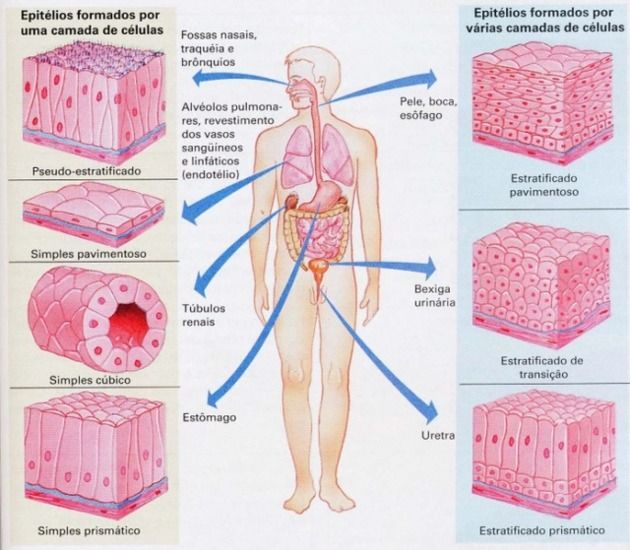 Epitélios formados por
uma camada de células
Pseudo-estratificado
Simples pavimentoso
Simples cúbico
Simples prismático
Fossas nasais,
traquéia e
brônquios
Alvéolos pulmona-
res, revestimento
dos vasos
sangüíneos
e linfáticos
(endotélio)
Túbulos
renais
Estômago
Pele, boca,
esôfago
Bexiga
urinária
Uretra
Epitélios formados por
várias camadas de células
Estratificado
pavimentoso
Estratificado de
transição
Estratificado prismático